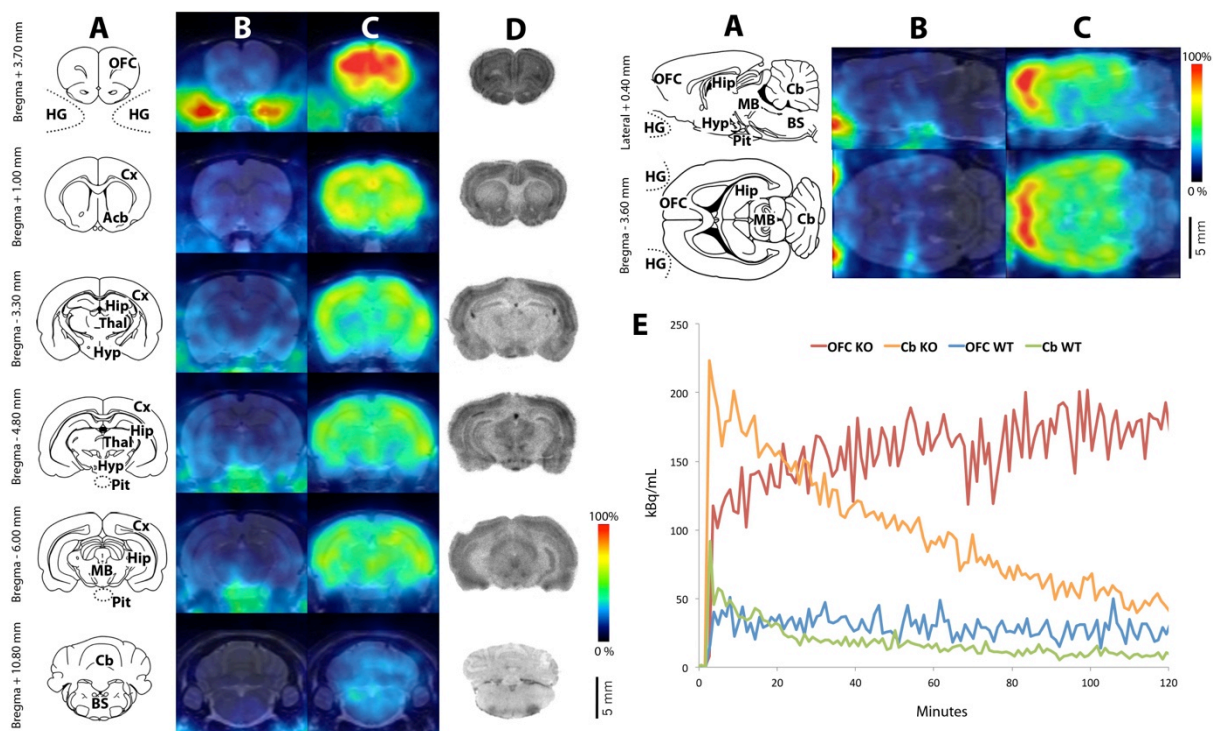 A B C D
Bregma + 3.70 mm
OFC
HG HG
Bregma + 1.00 mm
Cx
Acb
Bregma - 3.30 mm
Cx
Hip
Thal
Hyp
Bregma - 4.80 mm
Cx
Hip
Thal
Hyp
Pit
Bregma - 6.00 mm
Cx
Hip
MB
Pit
Bregma + 10.80 mm
Cb
BS
100%
0 %
5 mm
A B C
Lateral + 0.40 mm
OFC
Hip
Cb
MB
HG
Hyp
BS
Pit
Bregma - 3.60 mm
HG
Hip
OFC
MB
Cb
HG
100%
0 %
5 mm
E
250
OFC KO Cb KO OFC WT Cb WT
200
150
kBq/mL
100
50
0
0 20 40 60 80 100 120
Minutes